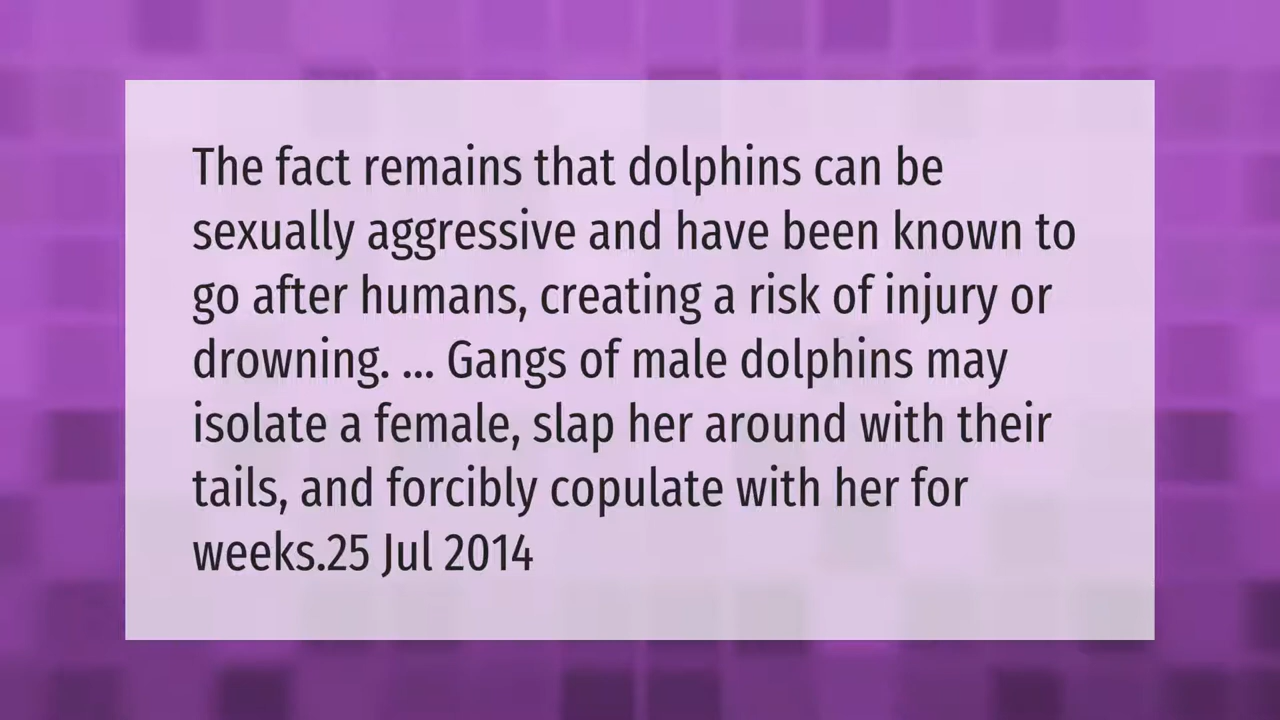 The fact remains that dolphins can be
sexually aggressive and have been known to
go after humans, creating a risk of injury or
drowning. ... Gangs of male dolphins may
isolate a female, slap her around with their
tails, and forcibly copulate with her for
weeks.25 Jul 2014